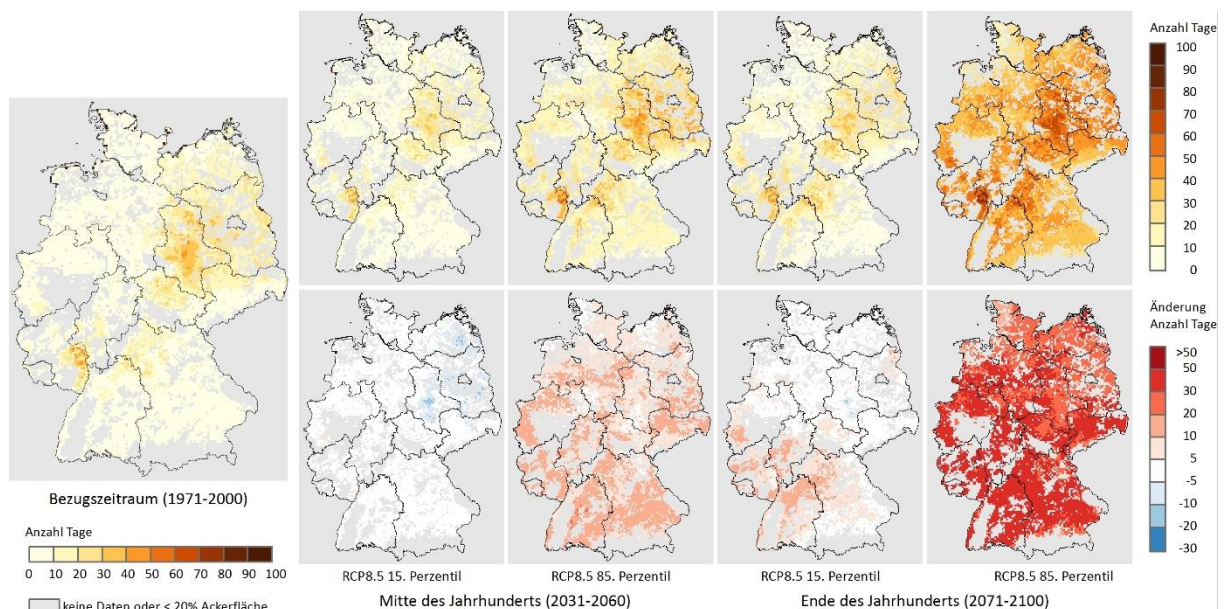 Bezugszeitraum (1971-2000)
Anzahl Tage
0 10 20 30 40 50 60 70 80 90 100
keine Daten oder < 20% Ackerfläche
RCP8.5 15. Perzentil
RCP8.5 85. Perzentil
RCP8.5 15. Perzentil
RCP8.5 85. Perzentil
Mitte des Jahrhunderts (2031-2060)
Ende des Jahrhunderts (2071-2100)
Anzahl Tage
100
90
80
70
60
50
40
30
20
10
0
Änderung
Anzahl Tage
>50
50
30
20
10
5
-5
-10
-20
-30